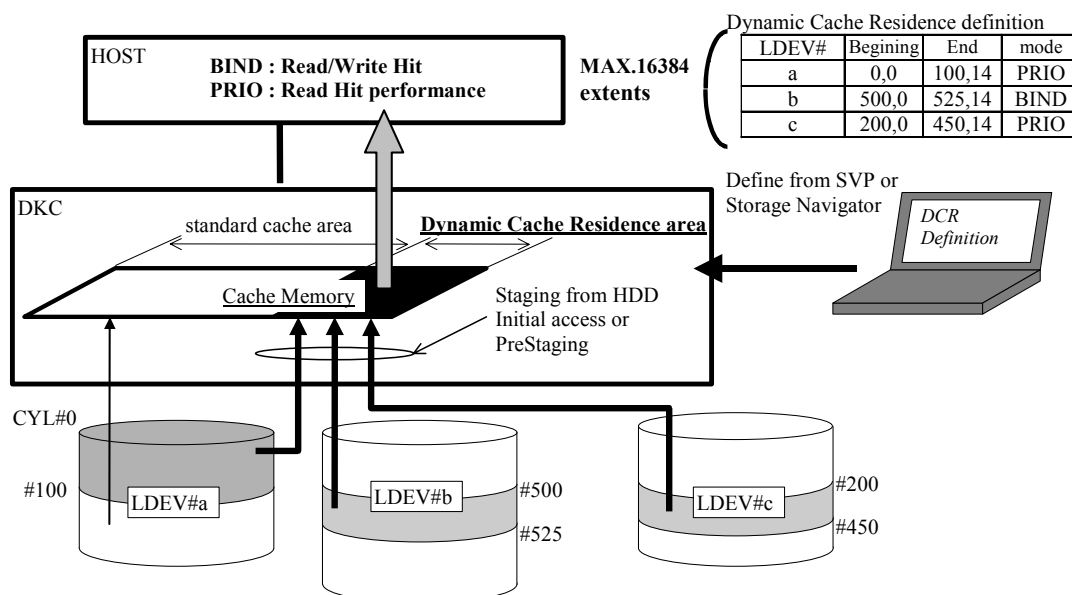 Dynamic Cache Residence definition
LDEV# Begining End mode
a 0,0 100,14 PRIO
b 500,0 525,14 BIND
c 200,0 450,14 PRIO
HOST
BIND : Read/Write Hit
PRIO : Read Hit performance
MAX.16384
extents
DKC
standard cache area
Dynamic Cache Residence area
Define from SVP or
Storage Navigator
DCR
Definition
Cache Memory
Staging from HDD
Initial access or
PreStaging
CYL#0
#100
LDEV#a
LDEV#b
#500
#525
LDEV#c
#200
#450